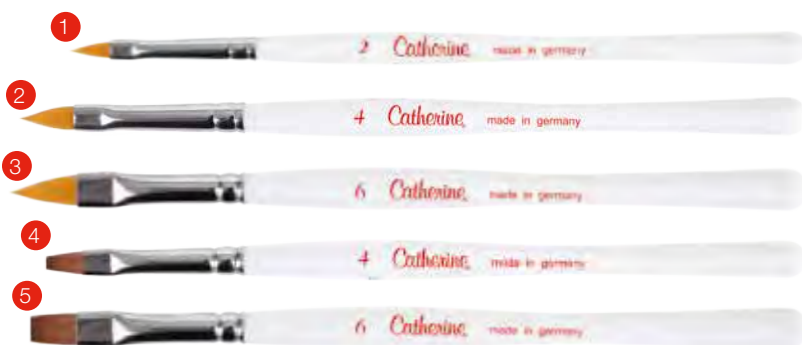 1
2 Catherine made in germany
2
4 Catherine made in germany
3
6 Catherine made in germany
4
4 Catherine made in germany
5
6 Catherine made in germany